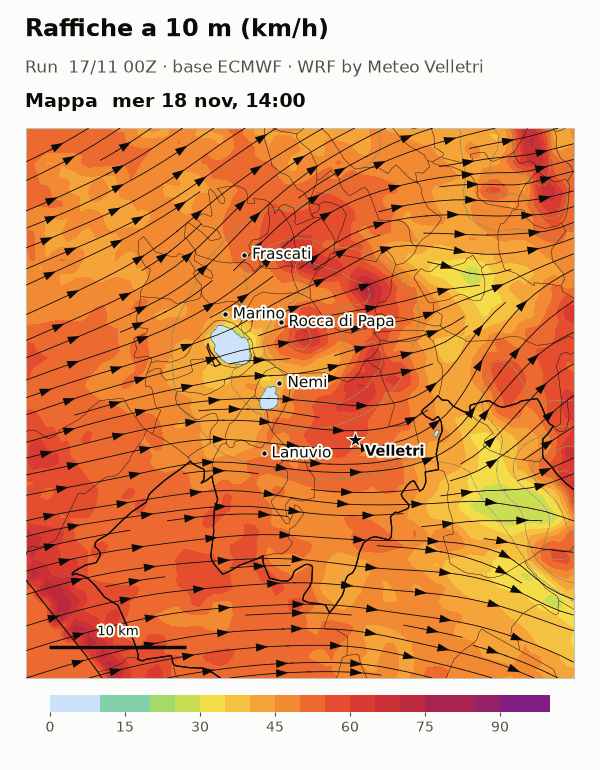 Raffiche a 10 m (km/h)
Run  17/11 00Z · base ECMWF · WRF by Meteo Velletri
Mappa  mer 18 nov, 14:00
Frascati
Marino
Rocca di Papa
Nemi
Velletri
Lanuvio
10 km
0 15 30 45 60 75 90